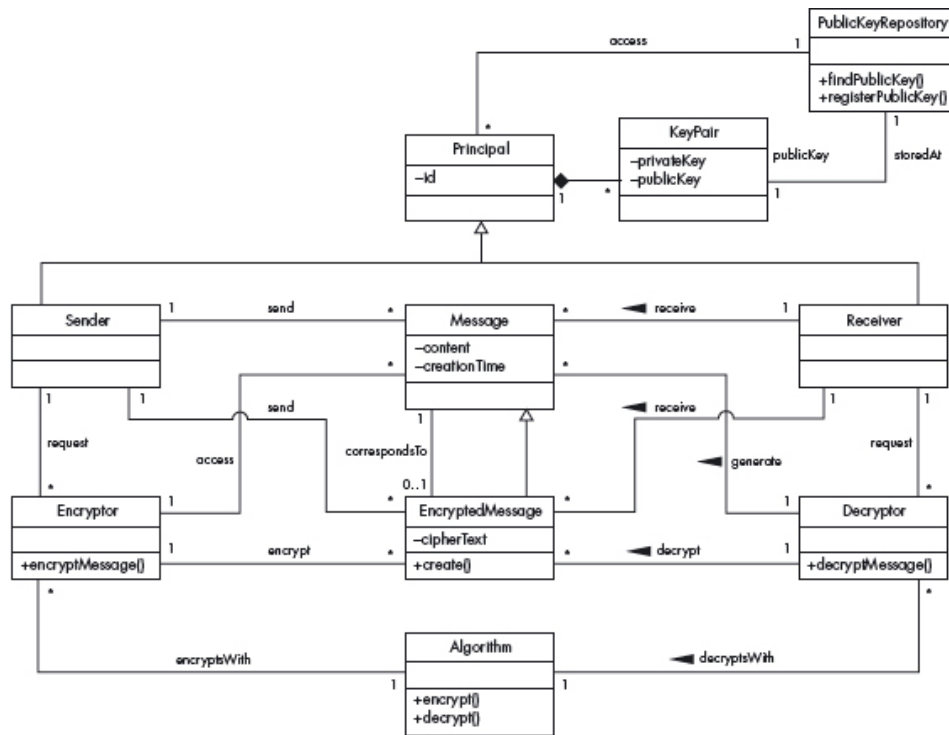 PublicKeyRepository
access
1
+findPublicKey()
+registerPublicKey()
*
1
Principal
KeyPair
publicKey
storedAt
–id
–privateKey
–publicKey
1
*
1
Sender
1
send
*
Message
*
receive
1
Receiver
–content
–creationTime
*
*
1
1
send
1
receive
1
1
request
access
correspondsTo
generate
request
0..1
*
1
*
*
1
*
Encryptor
EncryptedMessage
Decryptor
–cipherText
+encryptMessage()
1
encrypt
*
+create()
*
decrypt
1
+decryptMessage()
*
*
Algorithm
encryptsWith
decryptsWith
1
1
+encrypt()
+decrypt()